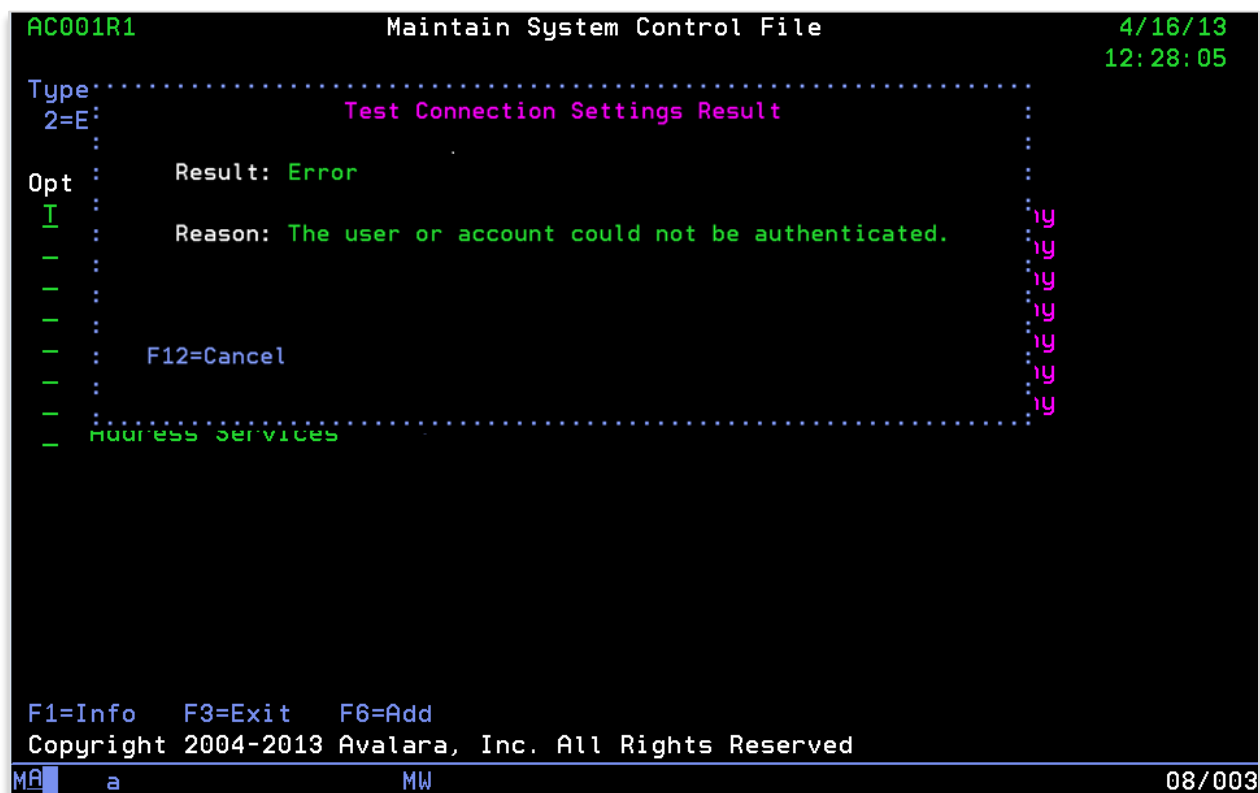 AC001R1 Maintain System Control File 4/16/13
12:28:05
Type
2=E Test Connection Settings Result
Result: Error
Opt
T
Reason: The user or account could not be authenticated.
F12=Cancel
Address Services
F1=Info F3=Exit F6=Add
Copyright 2004-2013 Avalara, Inc. All Rights Reserved
MA a MW 08/003